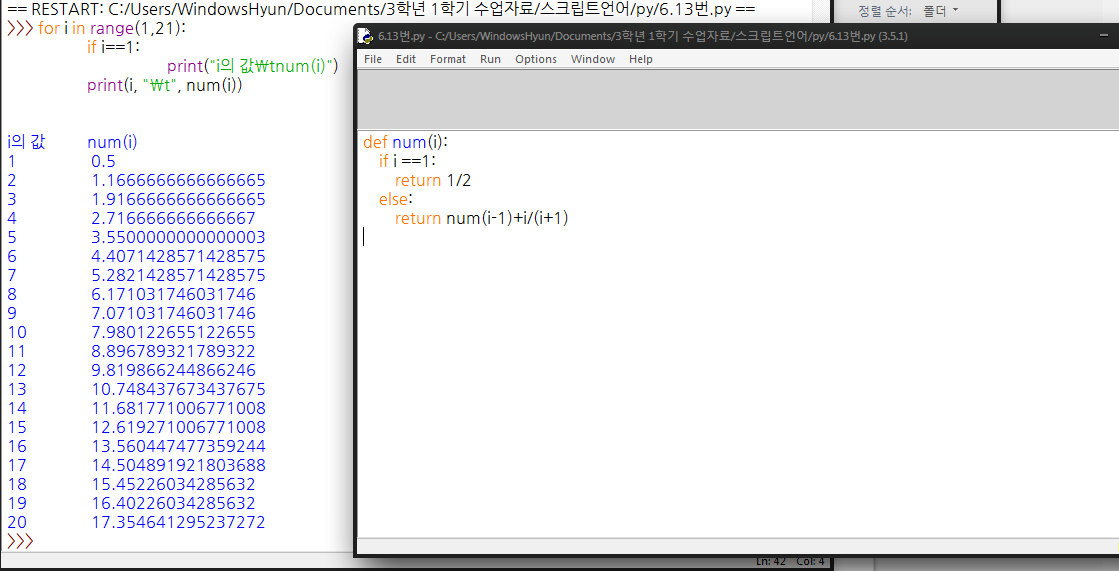 == RESTART: C:/Users/WindowsHyun/Documents/3학년 1학기 수업자료/스크립트언어/py/6.13번.py ==
>>> for i in range(1,21):
if i==1:
print("i의 값₩tnum(i)")
print(i, "₩t", num(i))
i의 값 num(i)
1 0.5
2 1.1666666666666665
3 1.9166666666666665
4 2.716666666666667
5 3.5500000000000003
6 4.4071428571428575
7 5.2821428571428575
8 6.171031746031746
9 7.071031746031746
10 7.980122655122655
11 8.896789321789322
12 9.819866244866246
13 10.748437673437675
14 11.681771006771008
15 12.619271006771008
16 13.560447477359244
17 14.504891921803688
18 15.45226034285632
19 16.40226034285632
20 17.354641295237272
>>>
Ln: 42 Col: 4
정렬 순서: 폴더
6.13번.py - C:/Users/WindowsHyun/Documents/3학년 1학기 수업자료/스크립트언어/py/6.13번.py (3.5.1)
File Edit Format Run Options Window Help
def num(i):
if i ==1:
return 1/2
else:
return num(i-1)+i/(i+1)